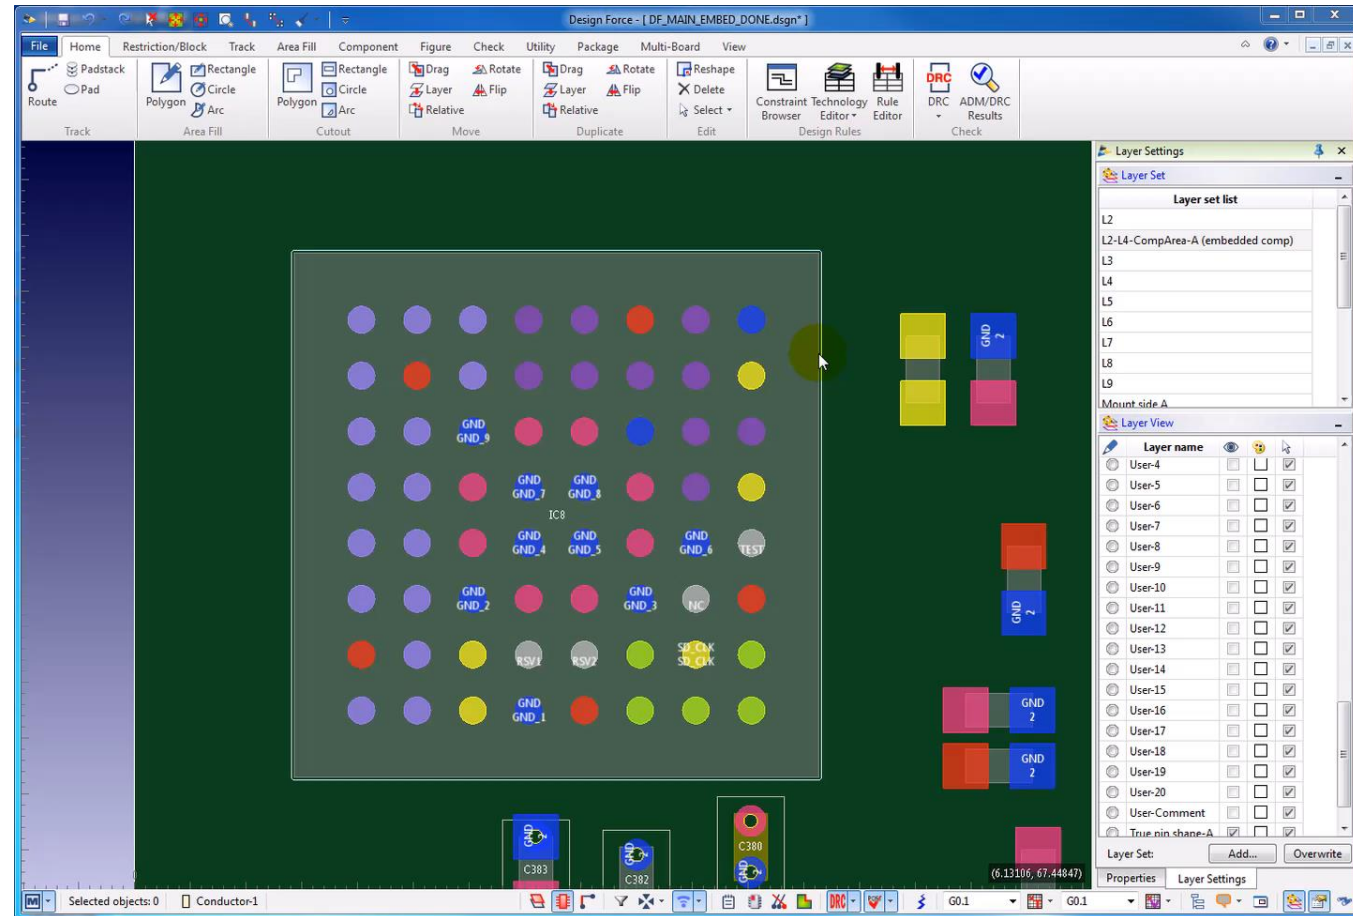 Design Force - [ DF_MAIN_EMBED_DONE.dsgn* ]
File Home Restriction/Block Track Area Fill Component Figure Check Utility Package Multi-Board View
Route Padstack Pad
Track
Polygon Rectangle Circle Arc
Area Fill
Polygon Rectangle Circle Arc
Cutout
Drag Rotate
Layer Flip
Relative
Move
Drag Rotate
Layer Flip
Relative
Duplicate
Reshape
Delete
Select
Edit
Constraint Browser
Technology Editor
Rule Editor
Design Rules
DRC
DRC
ADM/DRC Results
Check
GND
GND_9
GND
GND_7
GND
GND_8
IC8
GND
GND_4
GND
GND_5
GND
GND_6
TEST
GND
GND_2
GND
GND_3
NC
RSV1
RSV2
SD_CLK
SD_CLK
GND
GND_1
GND
2
GND
2
GND
2
GND
2
GND
2
C383
GND
2
C382
C380
GND
2
(6.13106, 67.44847)
Layer Settings
Layer Set
Layer set list
L2
L2-L4-CompArea-A (embedded comp)
L3
L4
L5
L6
L7
L8
L9
Mount side A
Layer View
Layer name
User-4
User-5
User-6
User-7
User-8
User-9
User-10
User-11
User-12
User-13
User-14
User-15
User-16
User-17
User-18
User-19
User-20
User-Comment
True pin shape-A
Layer Set: Add... Overwrite
Properties Layer Settings
M Selected objects: 0 Conductor-1 DRC G0.1 G0.1